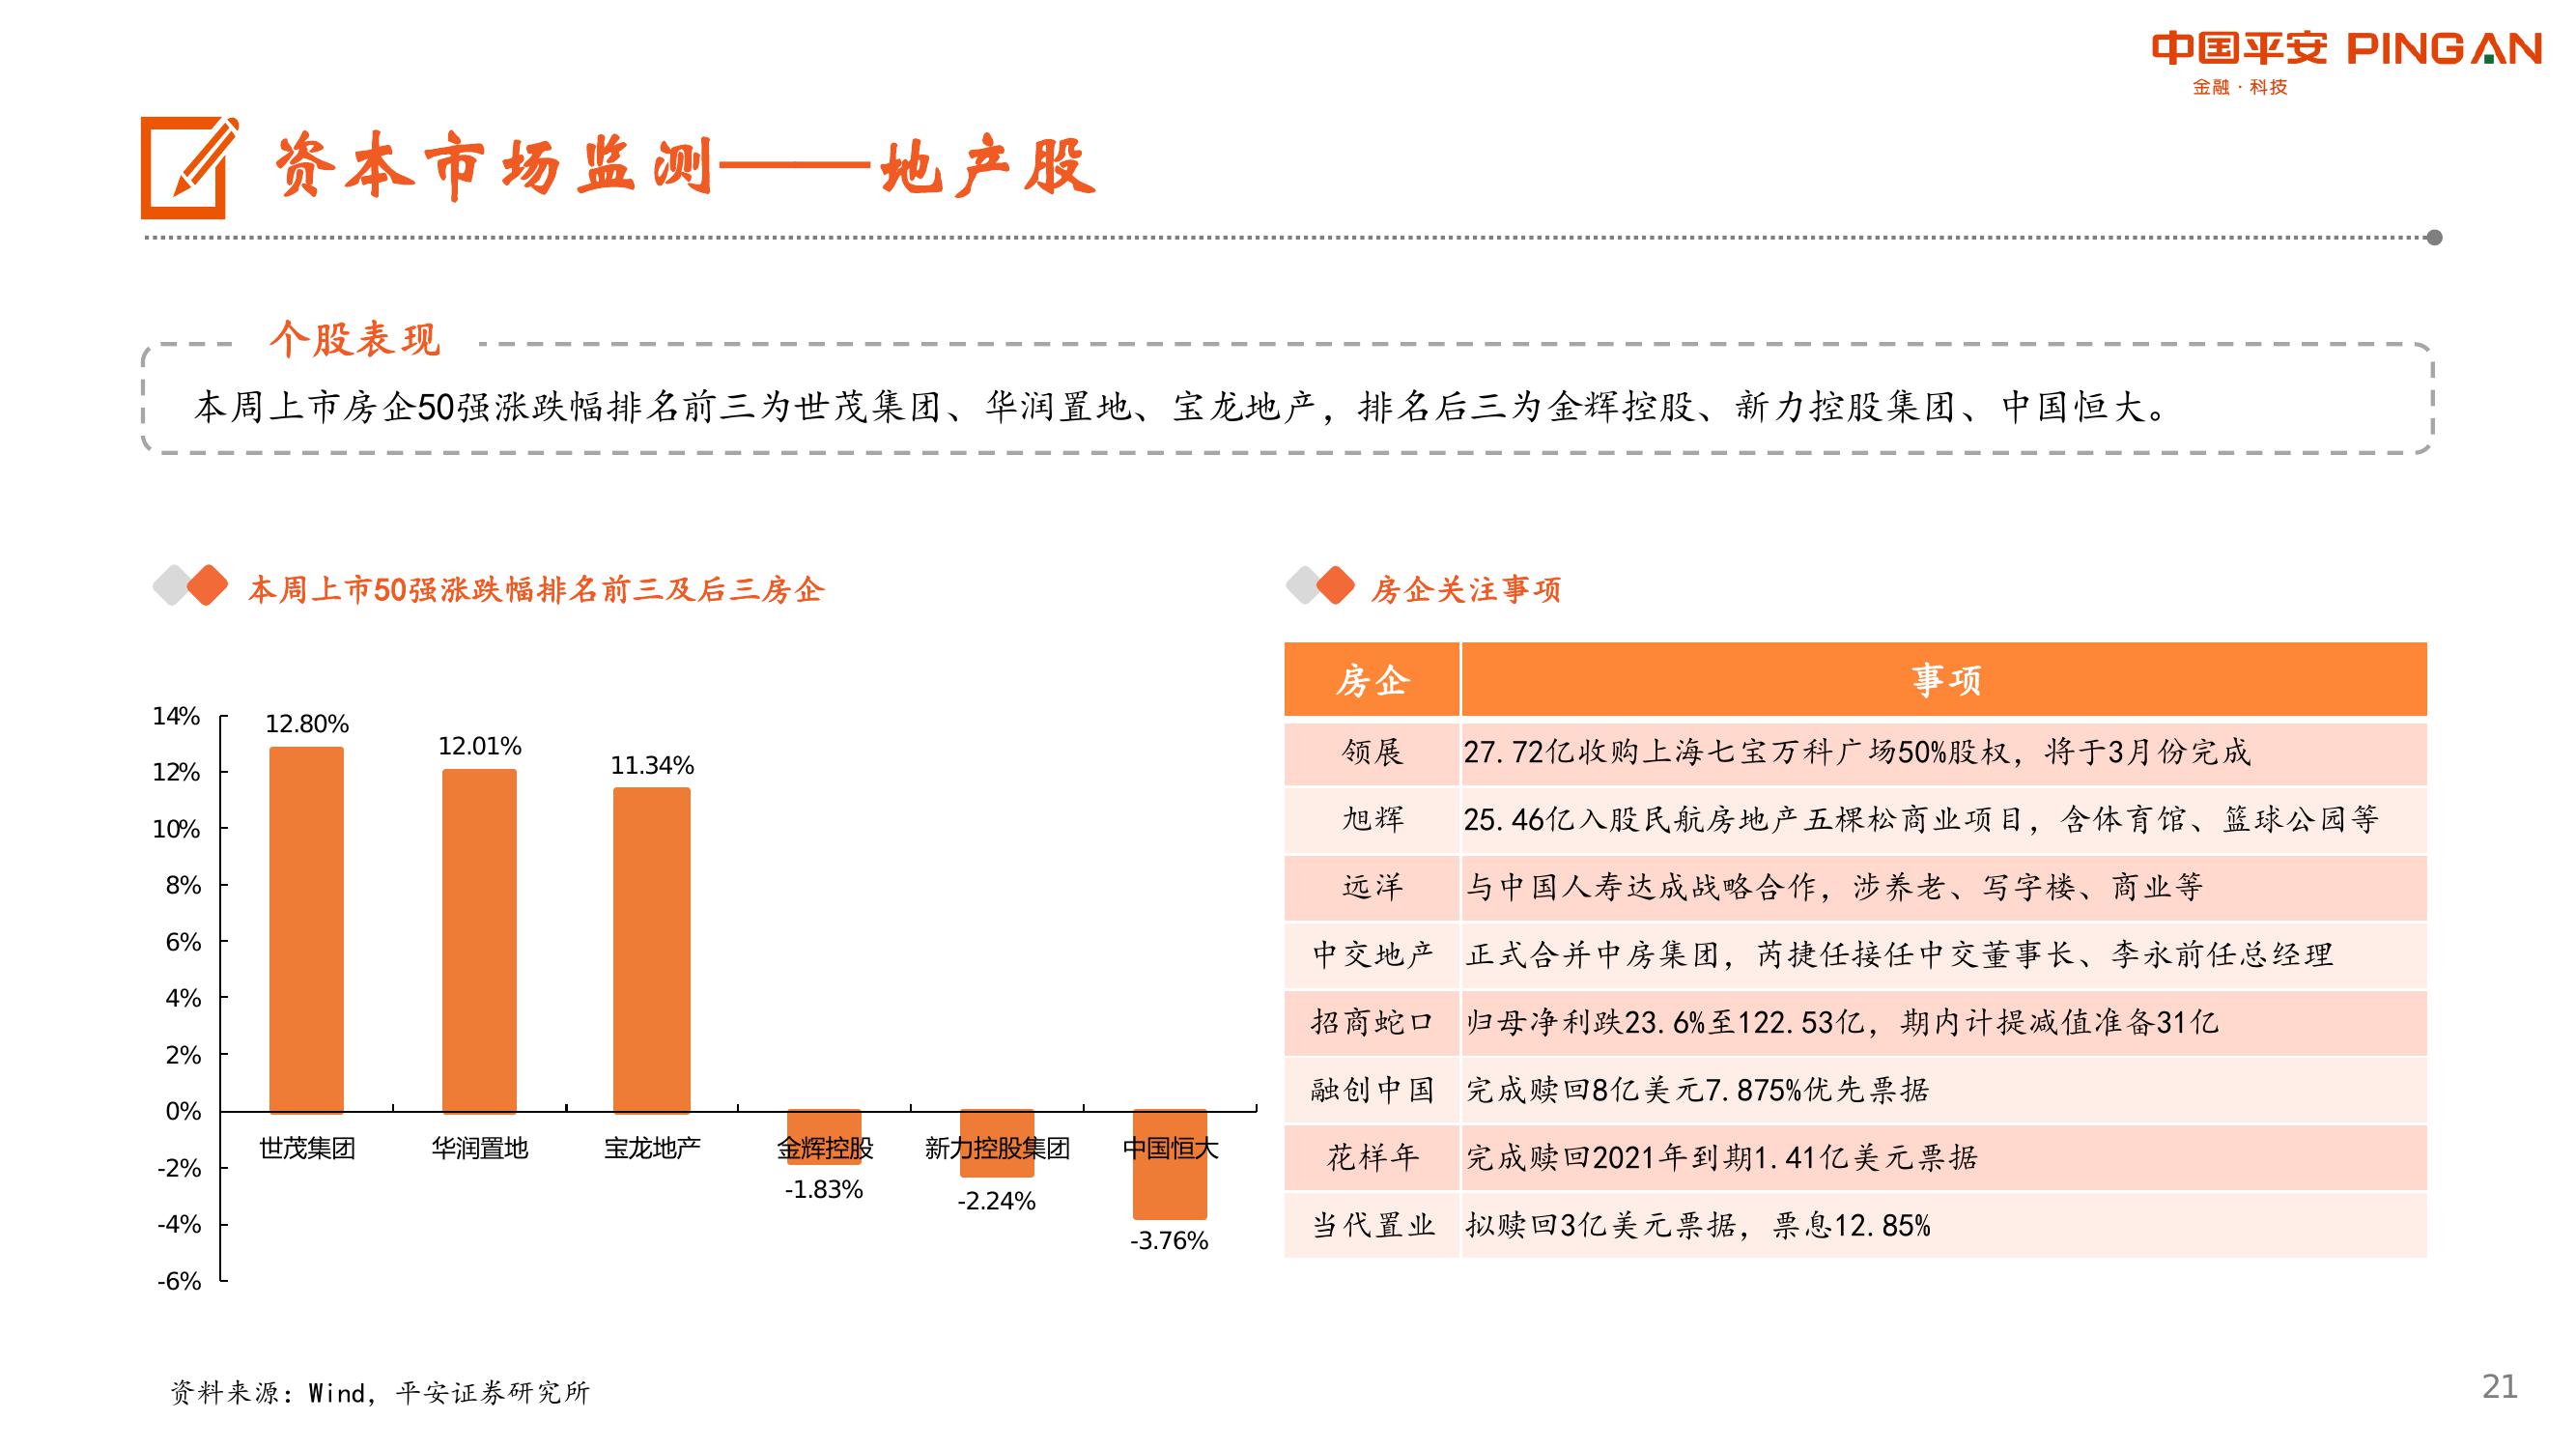 中国平安 PINGAN
金融·科技
资本市场监测——地产股
个股表现
本周上市房企50强涨跌幅排名前三为世茂集团、华润置地、宝龙地产，排名后三为金辉控股、新力控股集团、中国恒大。
本周上市50强涨跌幅排名前三及后三房企
14%
12%
10%
8%
6%
4%
2%
0%
-2%
-4%
-6%
12.80%
12.01%
11.34%
-1.83%
-2.24%
-3.76%
世茂集团
华润置地
宝龙地产
金辉控股
新力控股集团
中国恒大
房企关注事项
房企 事项
领展 27.72亿收购上海七宝万科广场50%股权，将于3月份完成
旭辉 25.46亿入股民航房地产五棵松商业项目，含体育馆、篮球公园等
远洋 与中国人寿达成战略合作，涉养老、写字楼、商业等
中交地产 正式合并中房集团，芮捷任接任中交董事长、李永前任总经理
招商蛇口 归母净利跌23.6%至122.53亿，期内计提减值准备31亿
融创中国 完成赎回8亿美元7.875%优先票据
花样年 完成赎回2021年到期1.41亿美元票据
当代置业 拟赎回3亿美元票据，票息12.85%
资料来源：Wind，平安证券研究所
21